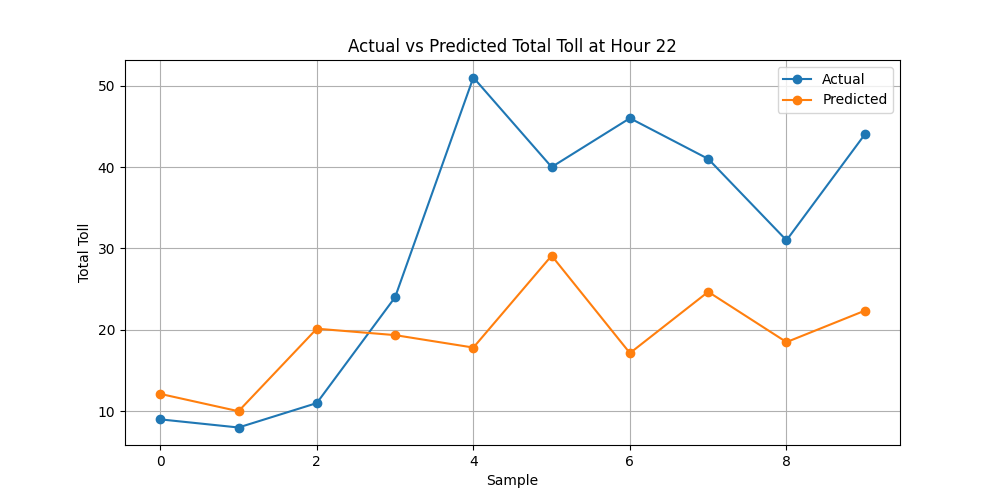 Actual vs Predicted Total Toll at Hour 22
Actual
Predicted
50
40
30
20
10
Total Toll
0 2 4 6 8
Sample